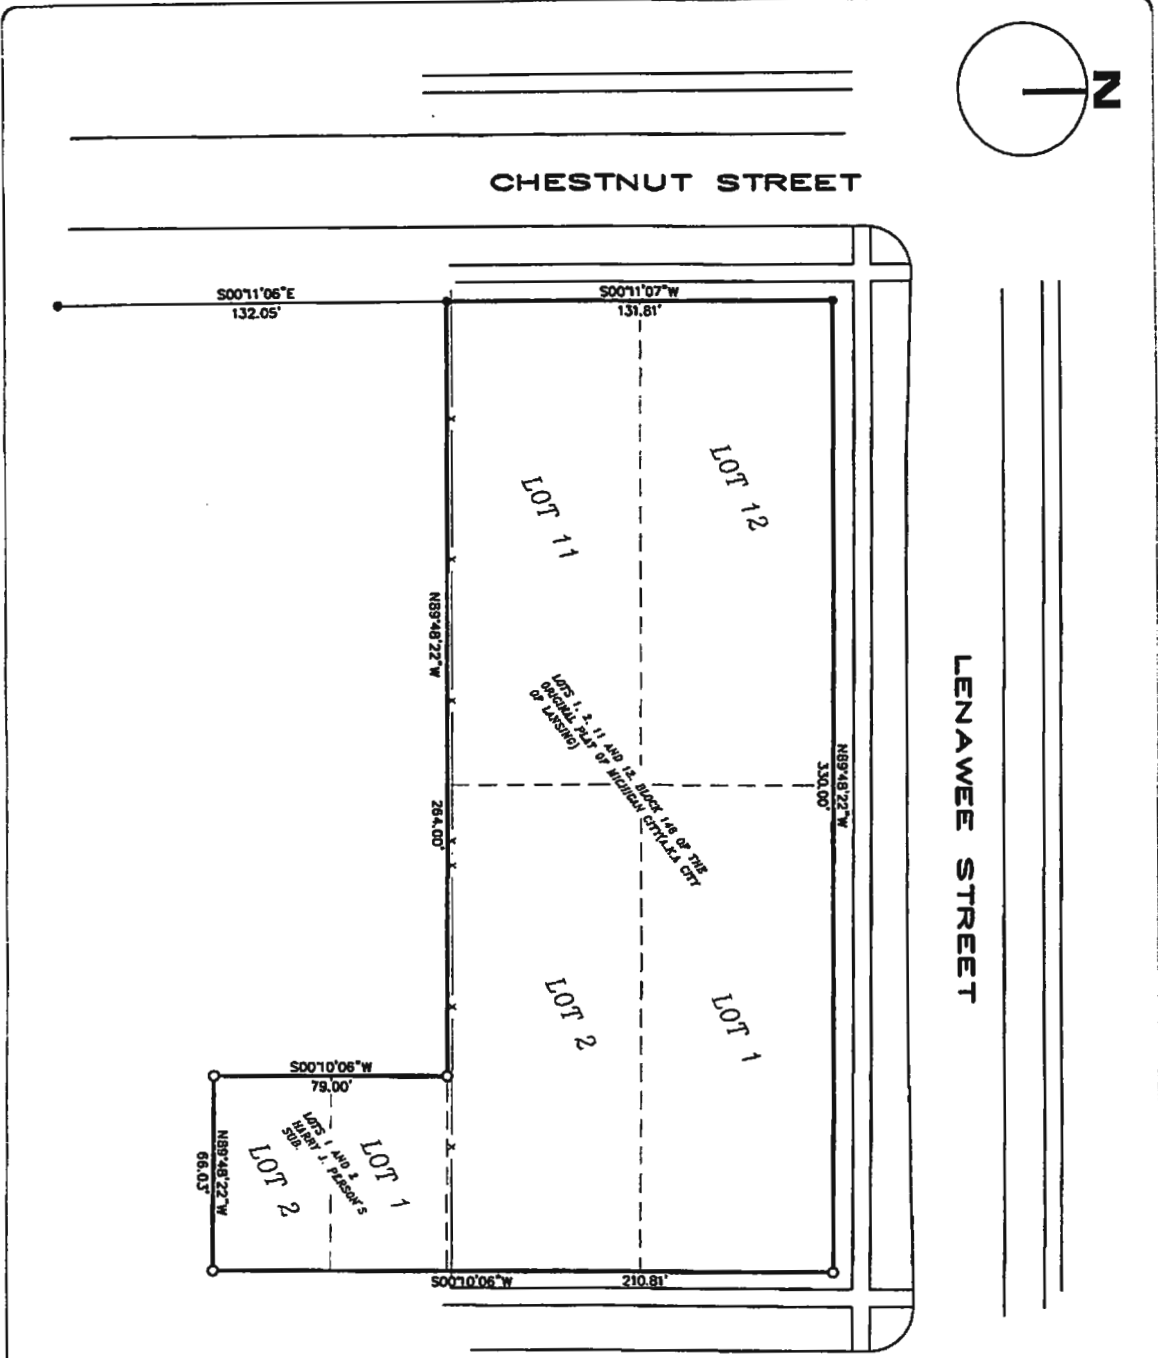 N
CHESTNUT STREET
S00°11'06"E
132.05'
S00°11'07"W
131.81'
LOT 12
LOT 11
N89°48'22"W
264.00'
LOTS 1, 2, 11 AND 12, BLOCK 148 OF THE
ORIGINAL PLAT OF MICHIGAN CITY(A.K.A CITY
OF LANSING)
N89°48'22"W
330.00'
LENAWEE STREET
LOT 2
LOT 1
S00°10'06"W
79.00'
LOTS 1 AND 2
HARRY J. PERSON'S
SUB.
LOT 1
LOT 2
N89°48'22"W
66.03'
S00°10'06"W
210.81'